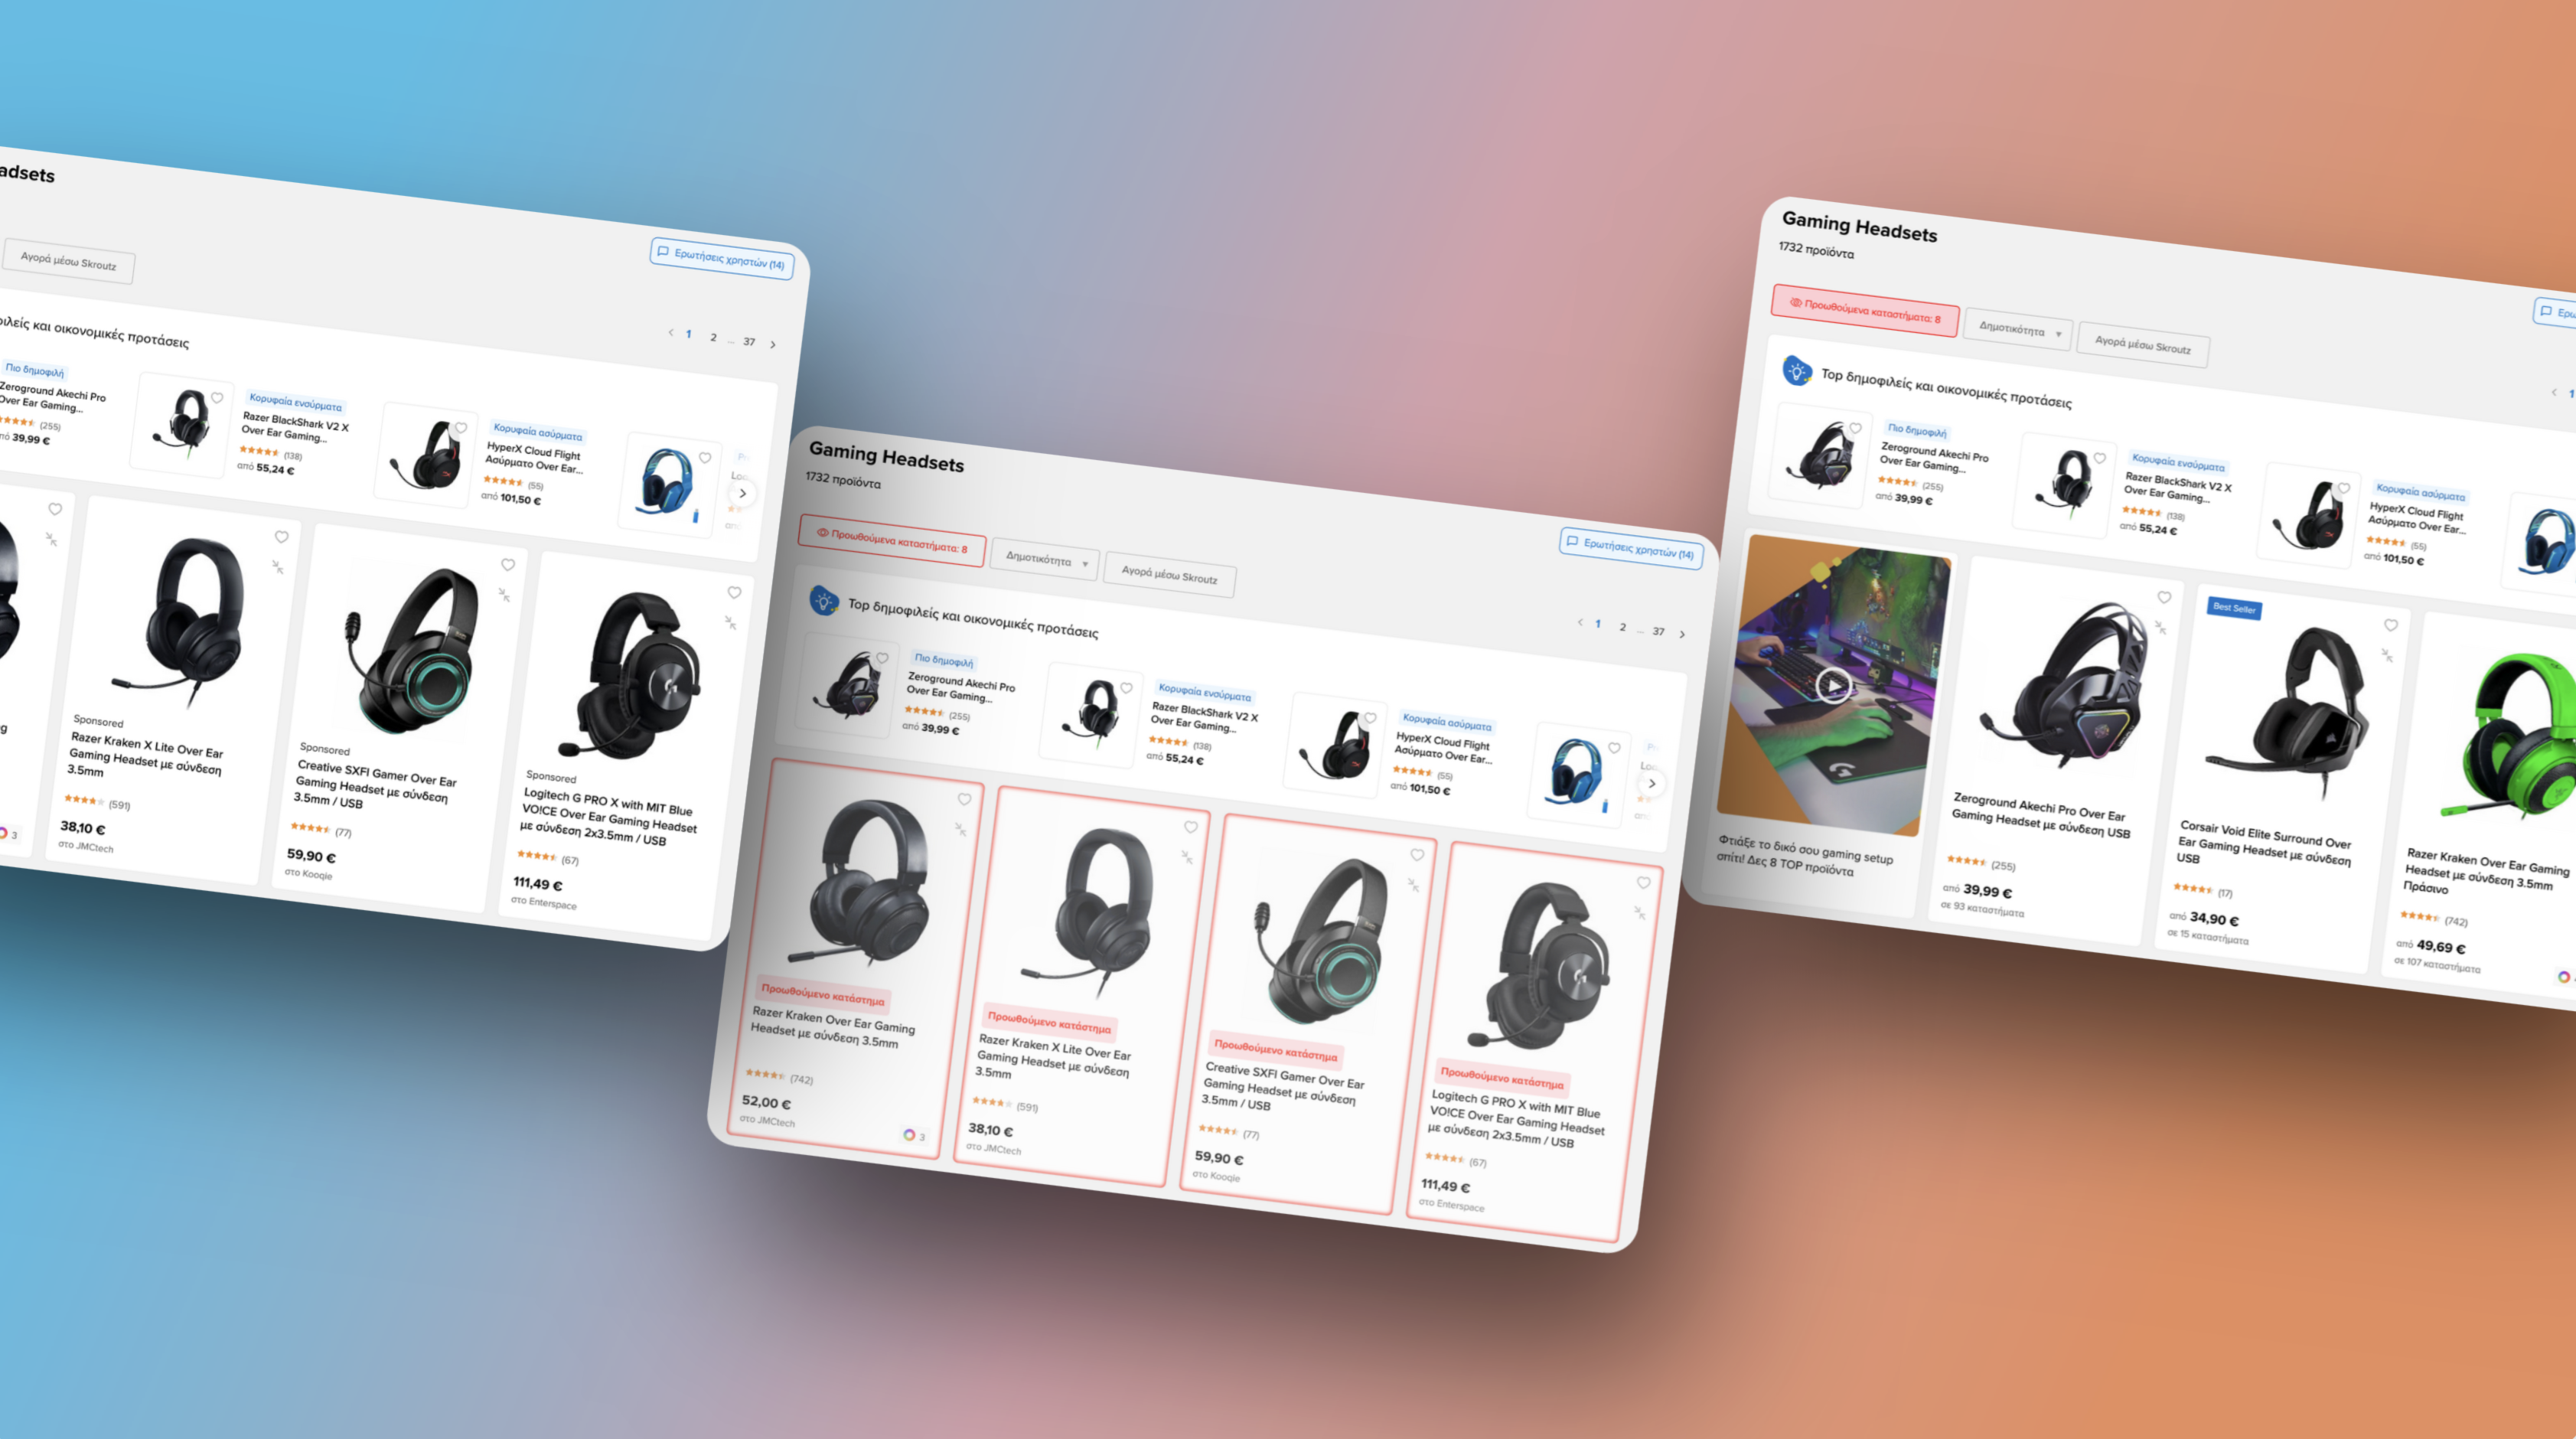 adsets
Αγορά μέσω Skroutz
Ερωτήσεις χρηστών (14)
ιλείς και οικονομικές προτάσεις
1 2 ... 37
Πιο δημοφιλή
Zeroground Akechi Pro
Over Ear Gaming...
(255)
πό 39,99 €
Κορυφαία ενσύρματα
Razer BlackShark V2 X
Over Ear Gaming...
(138)
από 55,24 €
Κορυφαία ασύρματα
HyperX Cloud Flight
Ασύρματο Over Ear...
(55)
από 101,50 €
g
3
Sponsored
Razer Kraken X Lite Over Ear
Gaming Headset με σύνδεση
3.5mm
(591)
38,10 €
στο JMCtech
Sponsored
Creative SXFI Gamer Over Ear
Gaming Headset με σύνδεση
3.5mm / USB
(77)
59,90 €
στο Kooqie
Sponsored
Logitech G PRO X with MIT Blue
VO!CE Over Ear Gaming Headset
με σύνδεση 2x3.5mm / USB
(67)
111,49 €
στο Enterspace
Gaming Headsets
1732 προϊόντα
Προωθούμενα καταστήματα: 8
Δημοτικότητα
Αγορά μέσω Skroutz
Ερωτήσεις χρηστών (14)
Top δημοφιλείς και οικονομικές προτάσεις
1 2 ... 37
Πιο δημοφιλή
Zeroground Akechi Pro
Over Ear Gaming...
(255)
από 39,99 €
Κορυφαία ενσύρματα
Razer BlackShark V2 X
Over Ear Gaming...
(138)
από 55,24 €
Κορυφαία ασύρματα
HyperX Cloud Flight
Ασύρματο Over Ear...
(55)
από 101,50 €
Προωθούμενο κατάστημα
Razer Kraken Over Ear Gaming
Headset με σύνδεση 3.5mm
(742)
52,00 €
στο JMCtech
3
Προωθούμενο κατάστημα
Razer Kraken X Lite Over Ear
Gaming Headset με σύνδεση
3.5mm
(591)
38,10 €
στο JMCtech
Προωθούμενο κατάστημα
Creative SXFI Gamer Over Ear
Gaming Headset με σύνδεση
3.5mm / USB
(77)
59,90 €
στο Kooqie
Προωθούμενο κατάστημα
Logitech G PRO X with MIT Blue
VO!CE Over Ear Gaming Headset
με σύνδεση 2x3.5mm / USB
(67)
111,49 €
στο Enterspace
Gaming Headsets
1732 προϊόντα
Προωθούμενα καταστήματα: 8
Δημοτικότητα
Αγορά μέσω Skroutz
Ερω
Top δημοφιλείς και οικονομικές προτάσεις
1
Πιο δημοφιλή
Zeroground Akechi Pro
Over Ear Gaming...
(255)
από 39,99 €
Κορυφαία ενσύρματα
Razer BlackShark V2 X
Over Ear Gaming...
(138)
από 55,24 €
Κορυφαία ασύρματα
HyperX Cloud Flight
Ασύρματο Over Ear...
(55)
από 101,50 €
Φτιάξε το δικό σου gaming setup
σπίτι! Δες 8 TOP προϊόντα
Zeroground Akechi Pro Over Ear
Gaming Headset με σύνδεση USB
(255)
από 39,99 €
σε 93 καταστήματα
Best Seller
Corsair Void Elite Surround Over
Ear Gaming Headset με σύνδεση
USB
(17)
από 34,90 €
σε 15 καταστήματα
Razer Kraken Over Ear Gaming
Headset με σύνδεση 3.5mm
Πράσινο
(742)
από 49,69 €
σε 107 καταστήματα